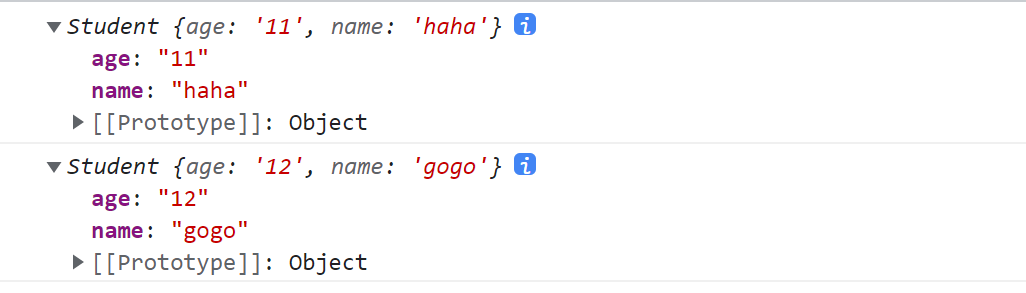 ▼Student {age: '11', name: 'haha'} i
age: "11"
name: "haha"
▶[[Prototype]]: Object
▼Student {age: '12', name: 'gogo'} i
age: "12"
name: "gogo"
▶[[Prototype]]: Object